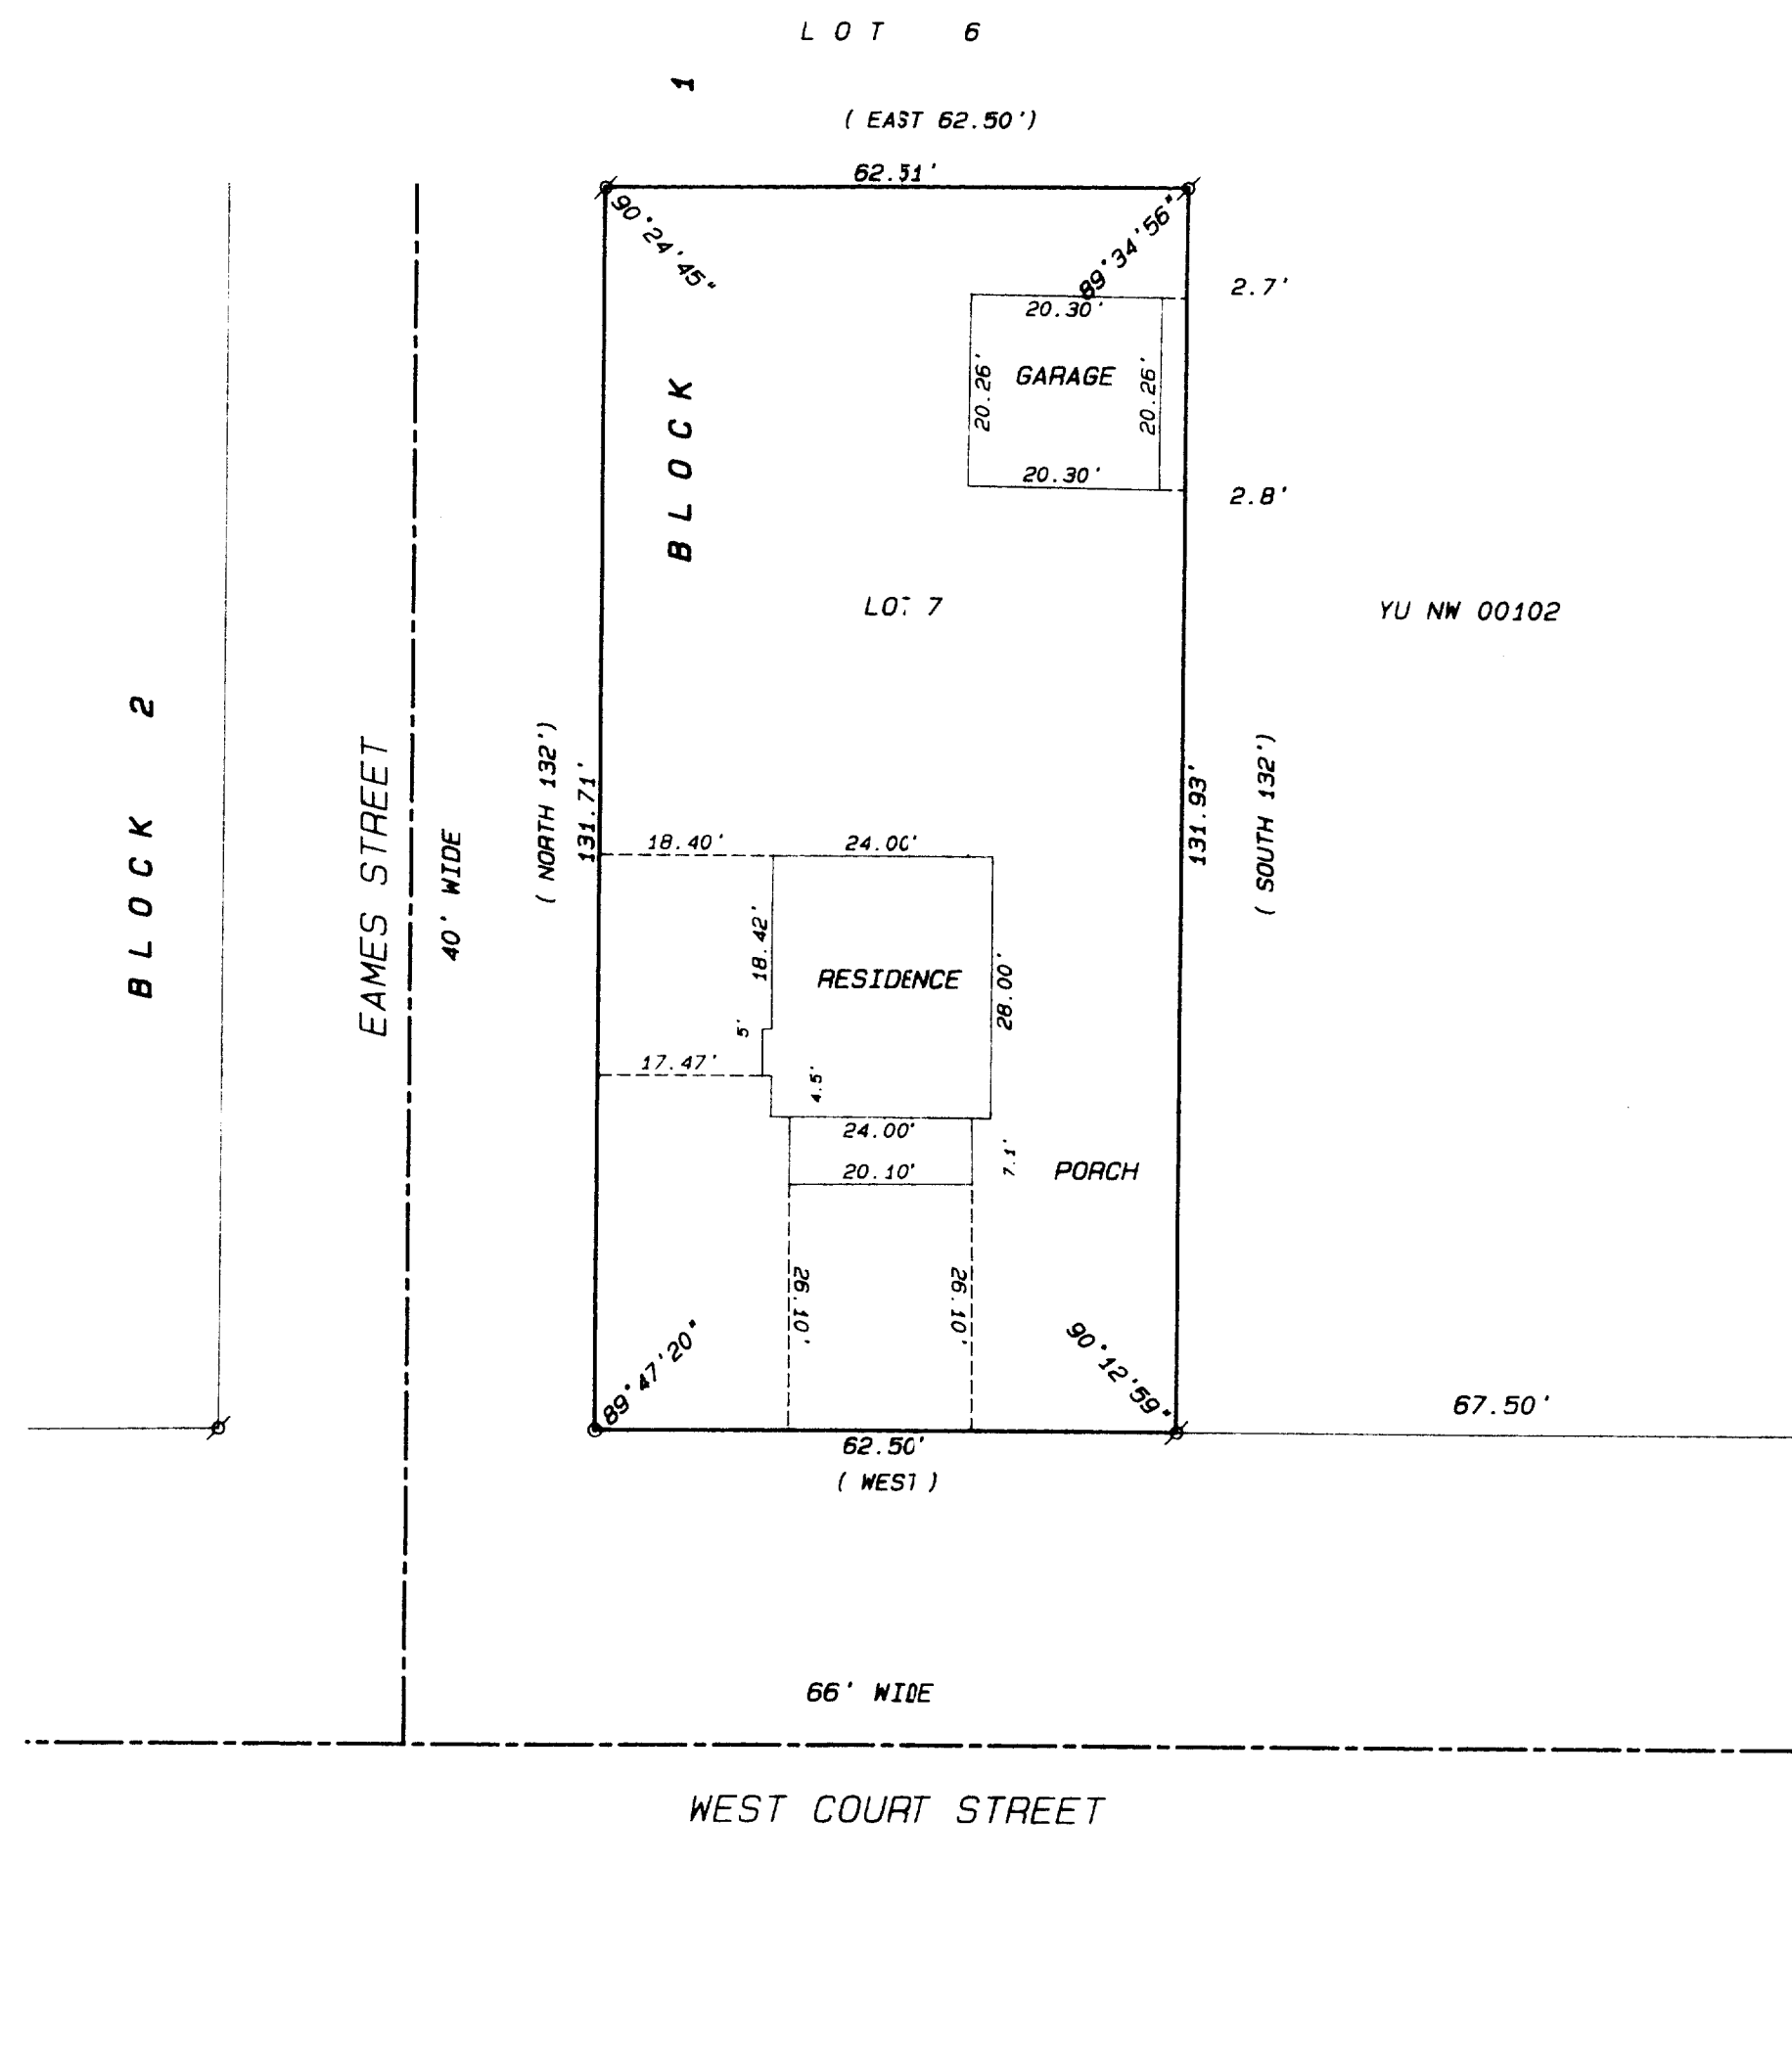 LOT 6
1
( EAST 62.50')
62.51'
90°24'45"
89°34'56"
2.7'
20.30'
20.26'
GARAGE
20.26'
20.30'
2.8'
BLOCK
LOT 7
YU NW 00102
BLOCK 2
EAMES STREET
40' WIDE
( NORTH 132')
131.71'
131.93'
( SOUTH 132')
18.40'
24.00'
18.42'
RESIDENCE
28.00'
5'
17.47'
4.5'
24.00'
7.1'
20.10'
PORCH
26.10'
26.10'
89°47'20"
90°12'59"
67.50'
62.50'
( WEST )
66' WIDE
WEST COURT STREET